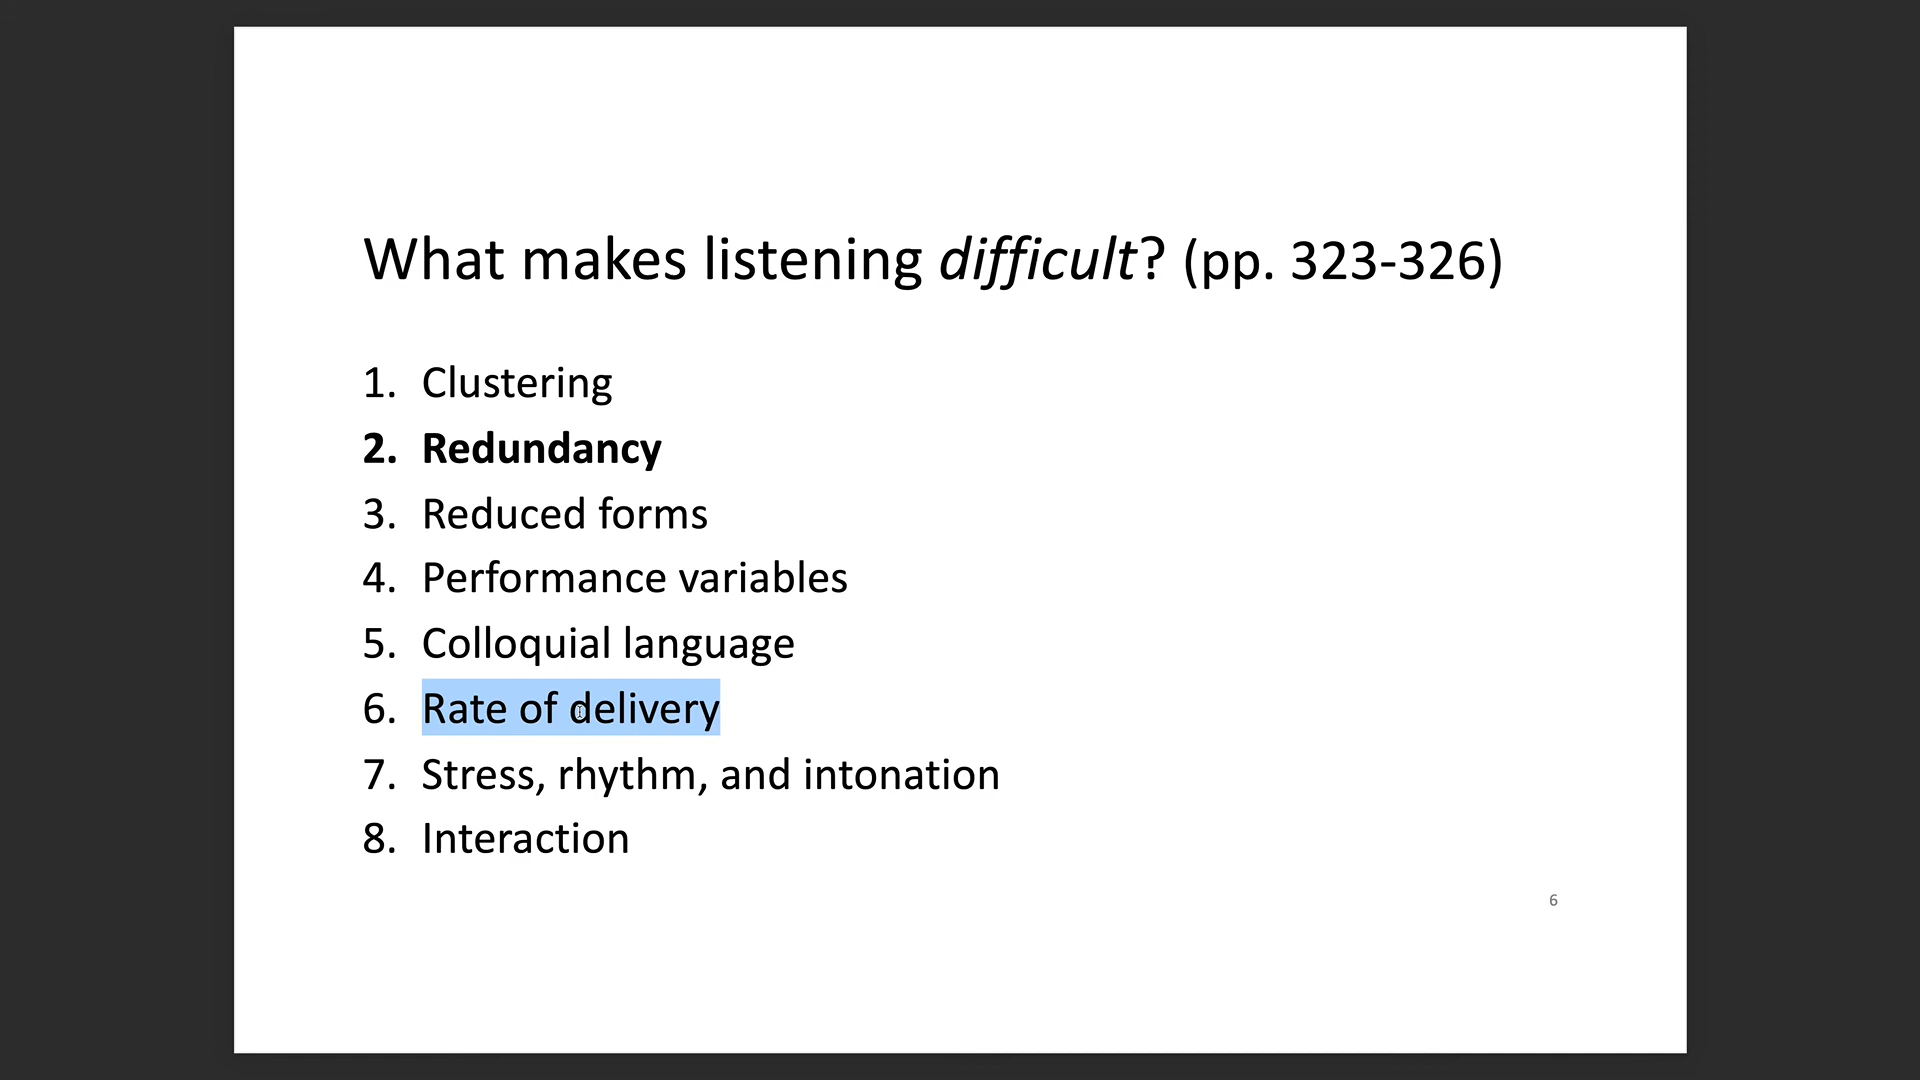 What makes listening difficult? (pp. 323-326)
1. Clustering
2. Redundancy
3. Reduced forms
4. Performance variables
5. Colloquial language
6. Rate of delivery
7. Stress, rhythm, and intonation
8. Interaction
6